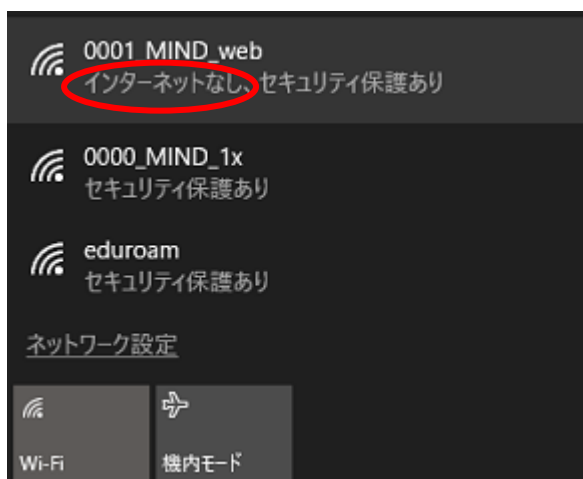 0001_MIND_web
インターネットなし、セキュリティ保護あり
0000_MIND_1x
セキュリティ保護あり
eduroam
セキュリティ保護あり
ネットワーク設定
Wi-Fi
機内モード